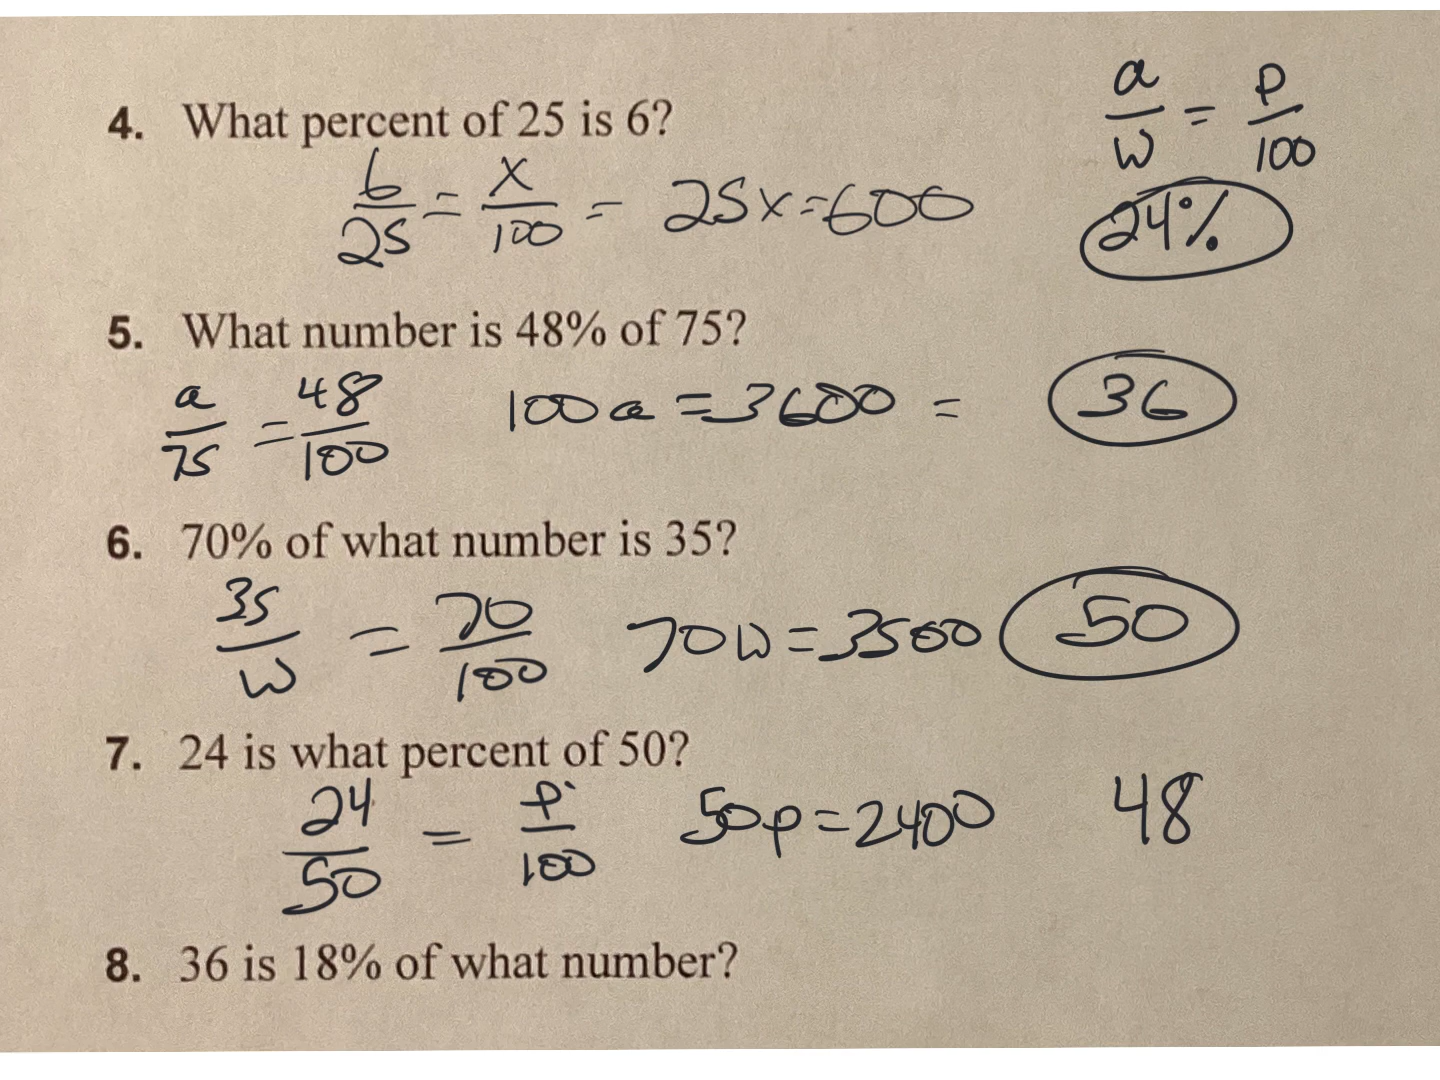 a/w = p/100
4. What percent of 25 is 6?
6/25 = x/100 = 25x=600 24%
5. What number is 48% of 75?
a/75 = 48/100 100a = 3600 = 36
6. 70% of what number is 35?
35/w = 70/100 70w = 3500 50
7. 24 is what percent of 50?
24/50 = p/100 50p = 2400 48
8. 36 is 18% of what number?